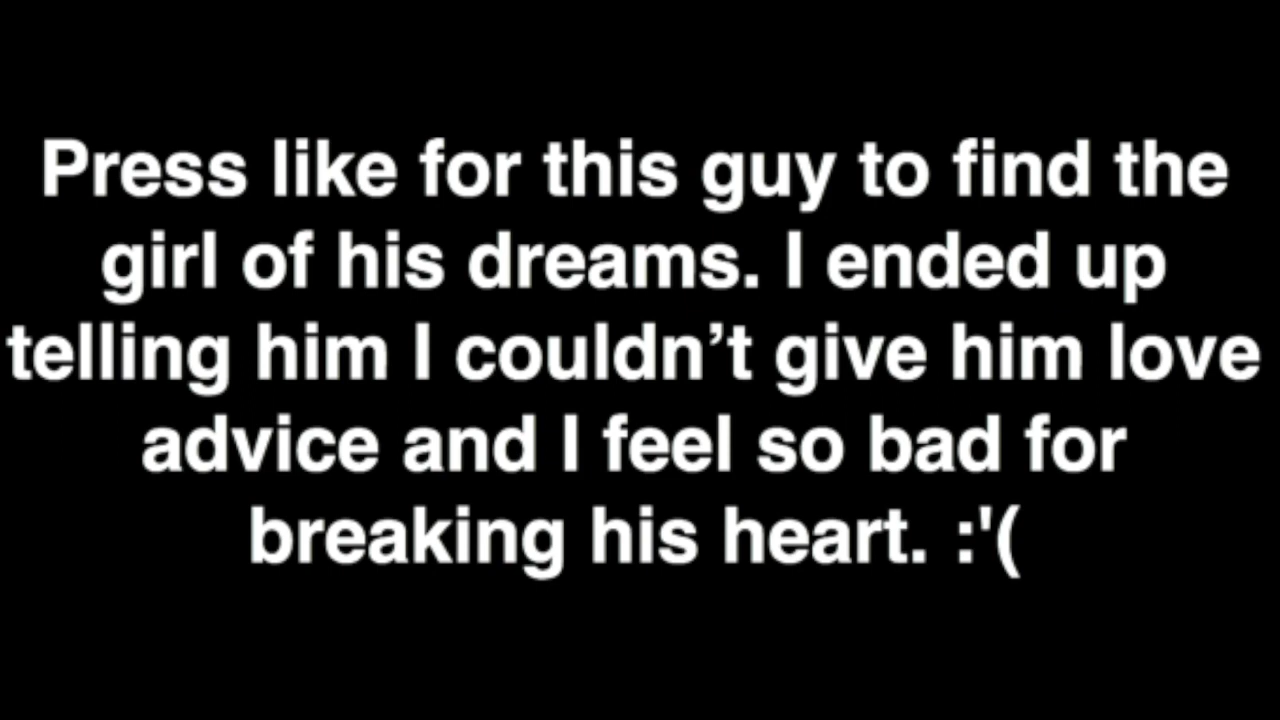 Press like for this guy to find the
girl of his dreams. I ended up
telling him I couldn’t give him love
advice and I feel so bad for
breaking his heart. :'(